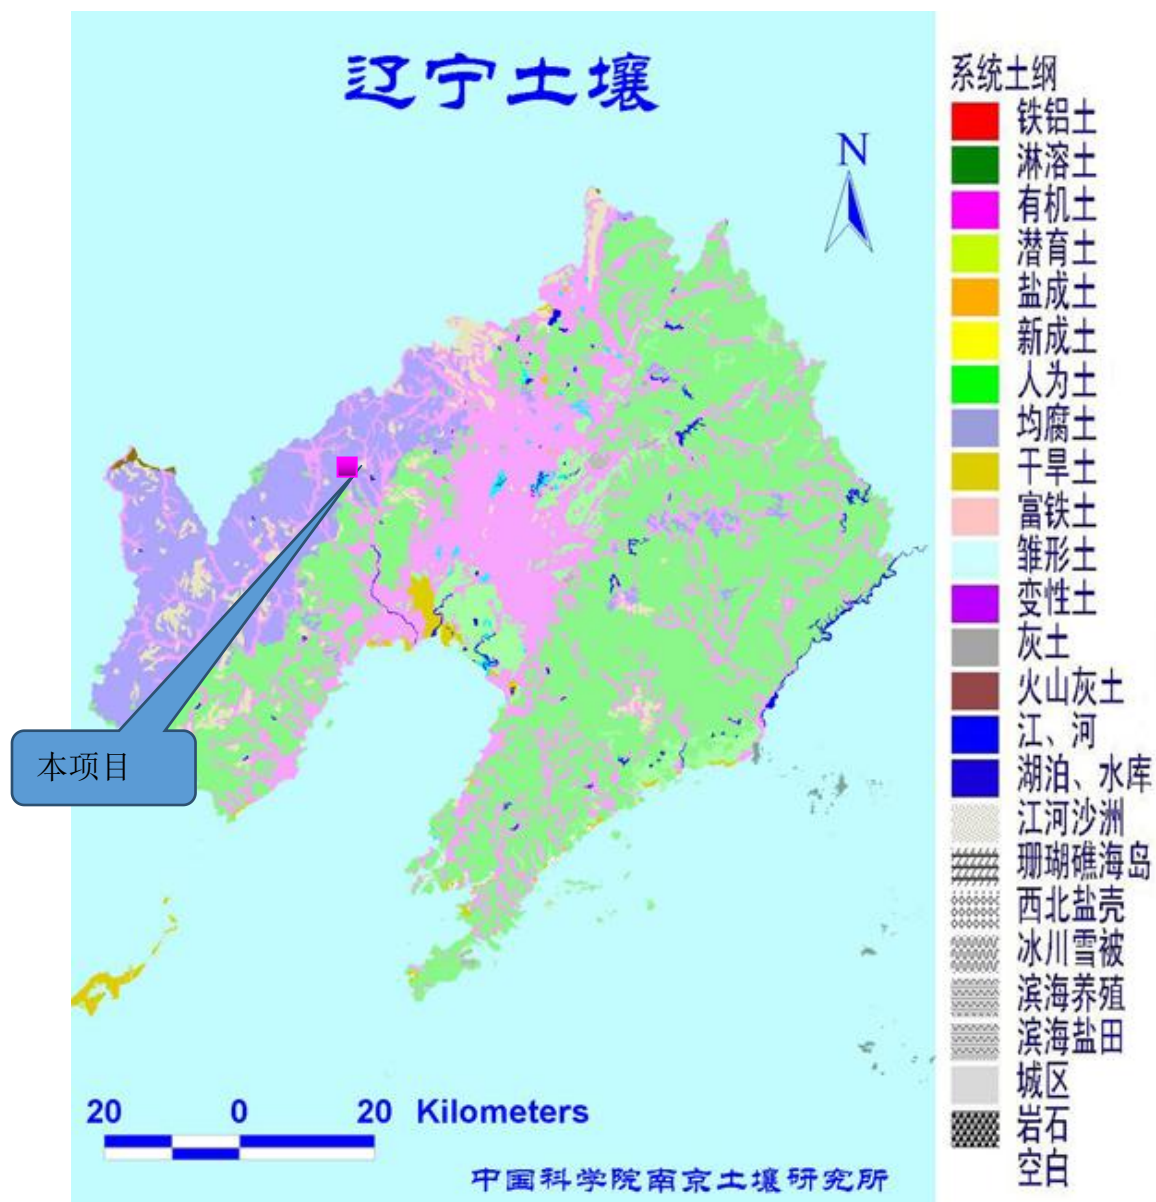 辽宁土壤
N
系统土纲
铁铝土
淋溶土
有机土
潜育土
盐成土
新成土
人为土
均腐土
干旱土
富铁土
雏形土
变性土
灰土
火山灰土
江、河
湖泊、水库
江河沙洲
珊瑚礁海岛
西北盐壳
冰川雪被
滨海养殖
滨海盐田
城区
岩石
空白
本项目
20 0 20 Kilometers
中国科学院南京土壤研究所